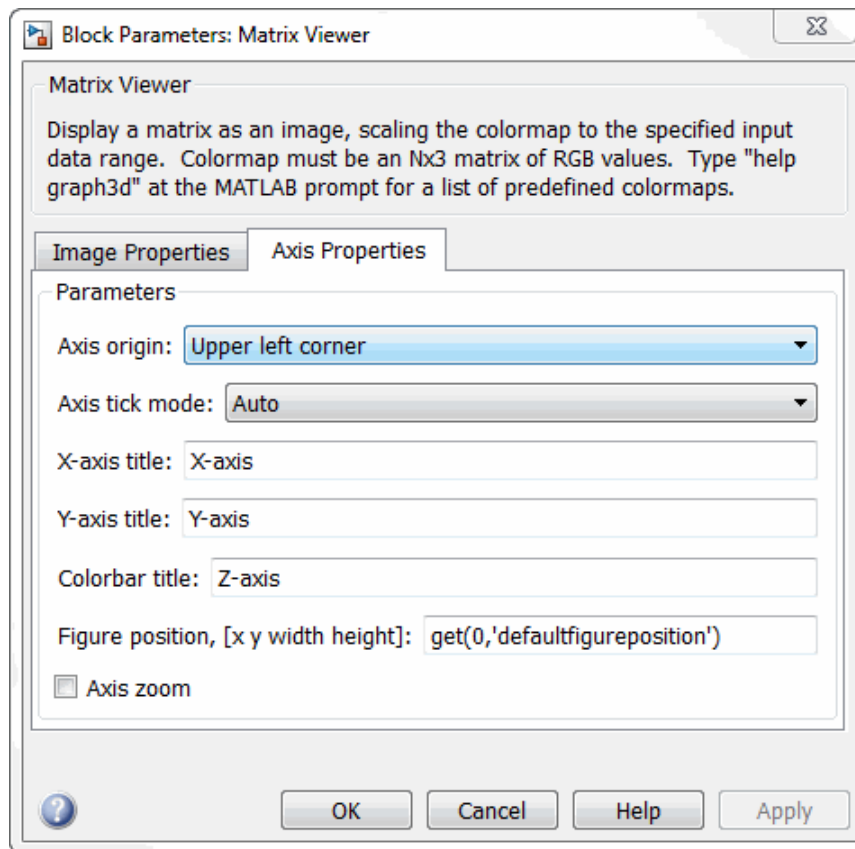 Block Parameters: Matrix Viewer
Matrix Viewer
Display a matrix as an image, scaling the colormap to the specified input
data range.  Colormap must be an Nx3 matrix of RGB values.  Type "help
graph3d" at the MATLAB prompt for a list of predefined colormaps.
Image Properties Axis Properties
Parameters
Axis origin: Upper left corner
Axis tick mode: Auto
X-axis title: X-axis
Y-axis title: Y-axis
Colorbar title: Z-axis
Figure position, [x y width height]: get(0,'defaultfigureposition')
Axis zoom
? OK Cancel Help Apply